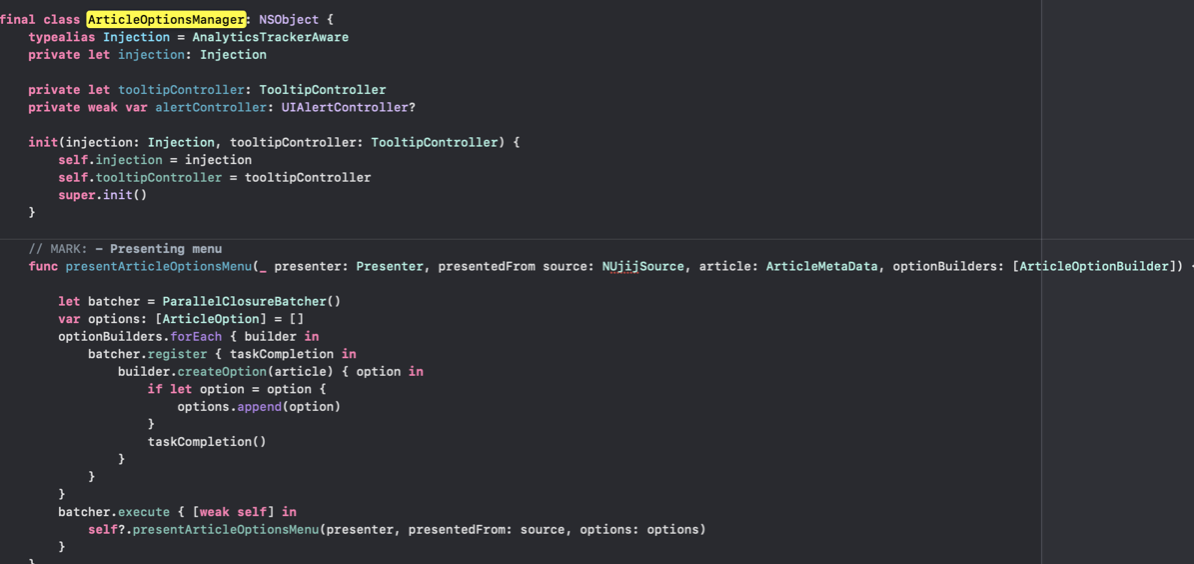 final class ArticleOptionsManager: NSObject {
typealias Injection = AnalyticsTrackerAware
private let injection: Injection
private let tooltipController: TooltipController
private weak var alertController: UIAlertController?
init(injection: Injection, tooltipController: TooltipController) {
self.injection = injection
self.tooltipController = tooltipController
super.init()
}
// MARK: – Presenting menu
func presentArticleOptionsMenu(_ presenter: Presenter, presentedFrom source: NUjijSource, article: ArticleMetaData, optionBuilders: [ArticleOptionBuilder]) {
let batcher = ParallelClosureBatcher()
var options: [ArticleOption] = []
optionBuilders.forEach { builder in
batcher.register { taskCompletion in
builder.createOption(article) { option in
if let option = option {
options.append(option)
}
taskCompletion()
}
}
}
batcher.execute { [weak self] in
self?.presentArticleOptionsMenu(presenter, presentedFrom: source, options: options)
}
}